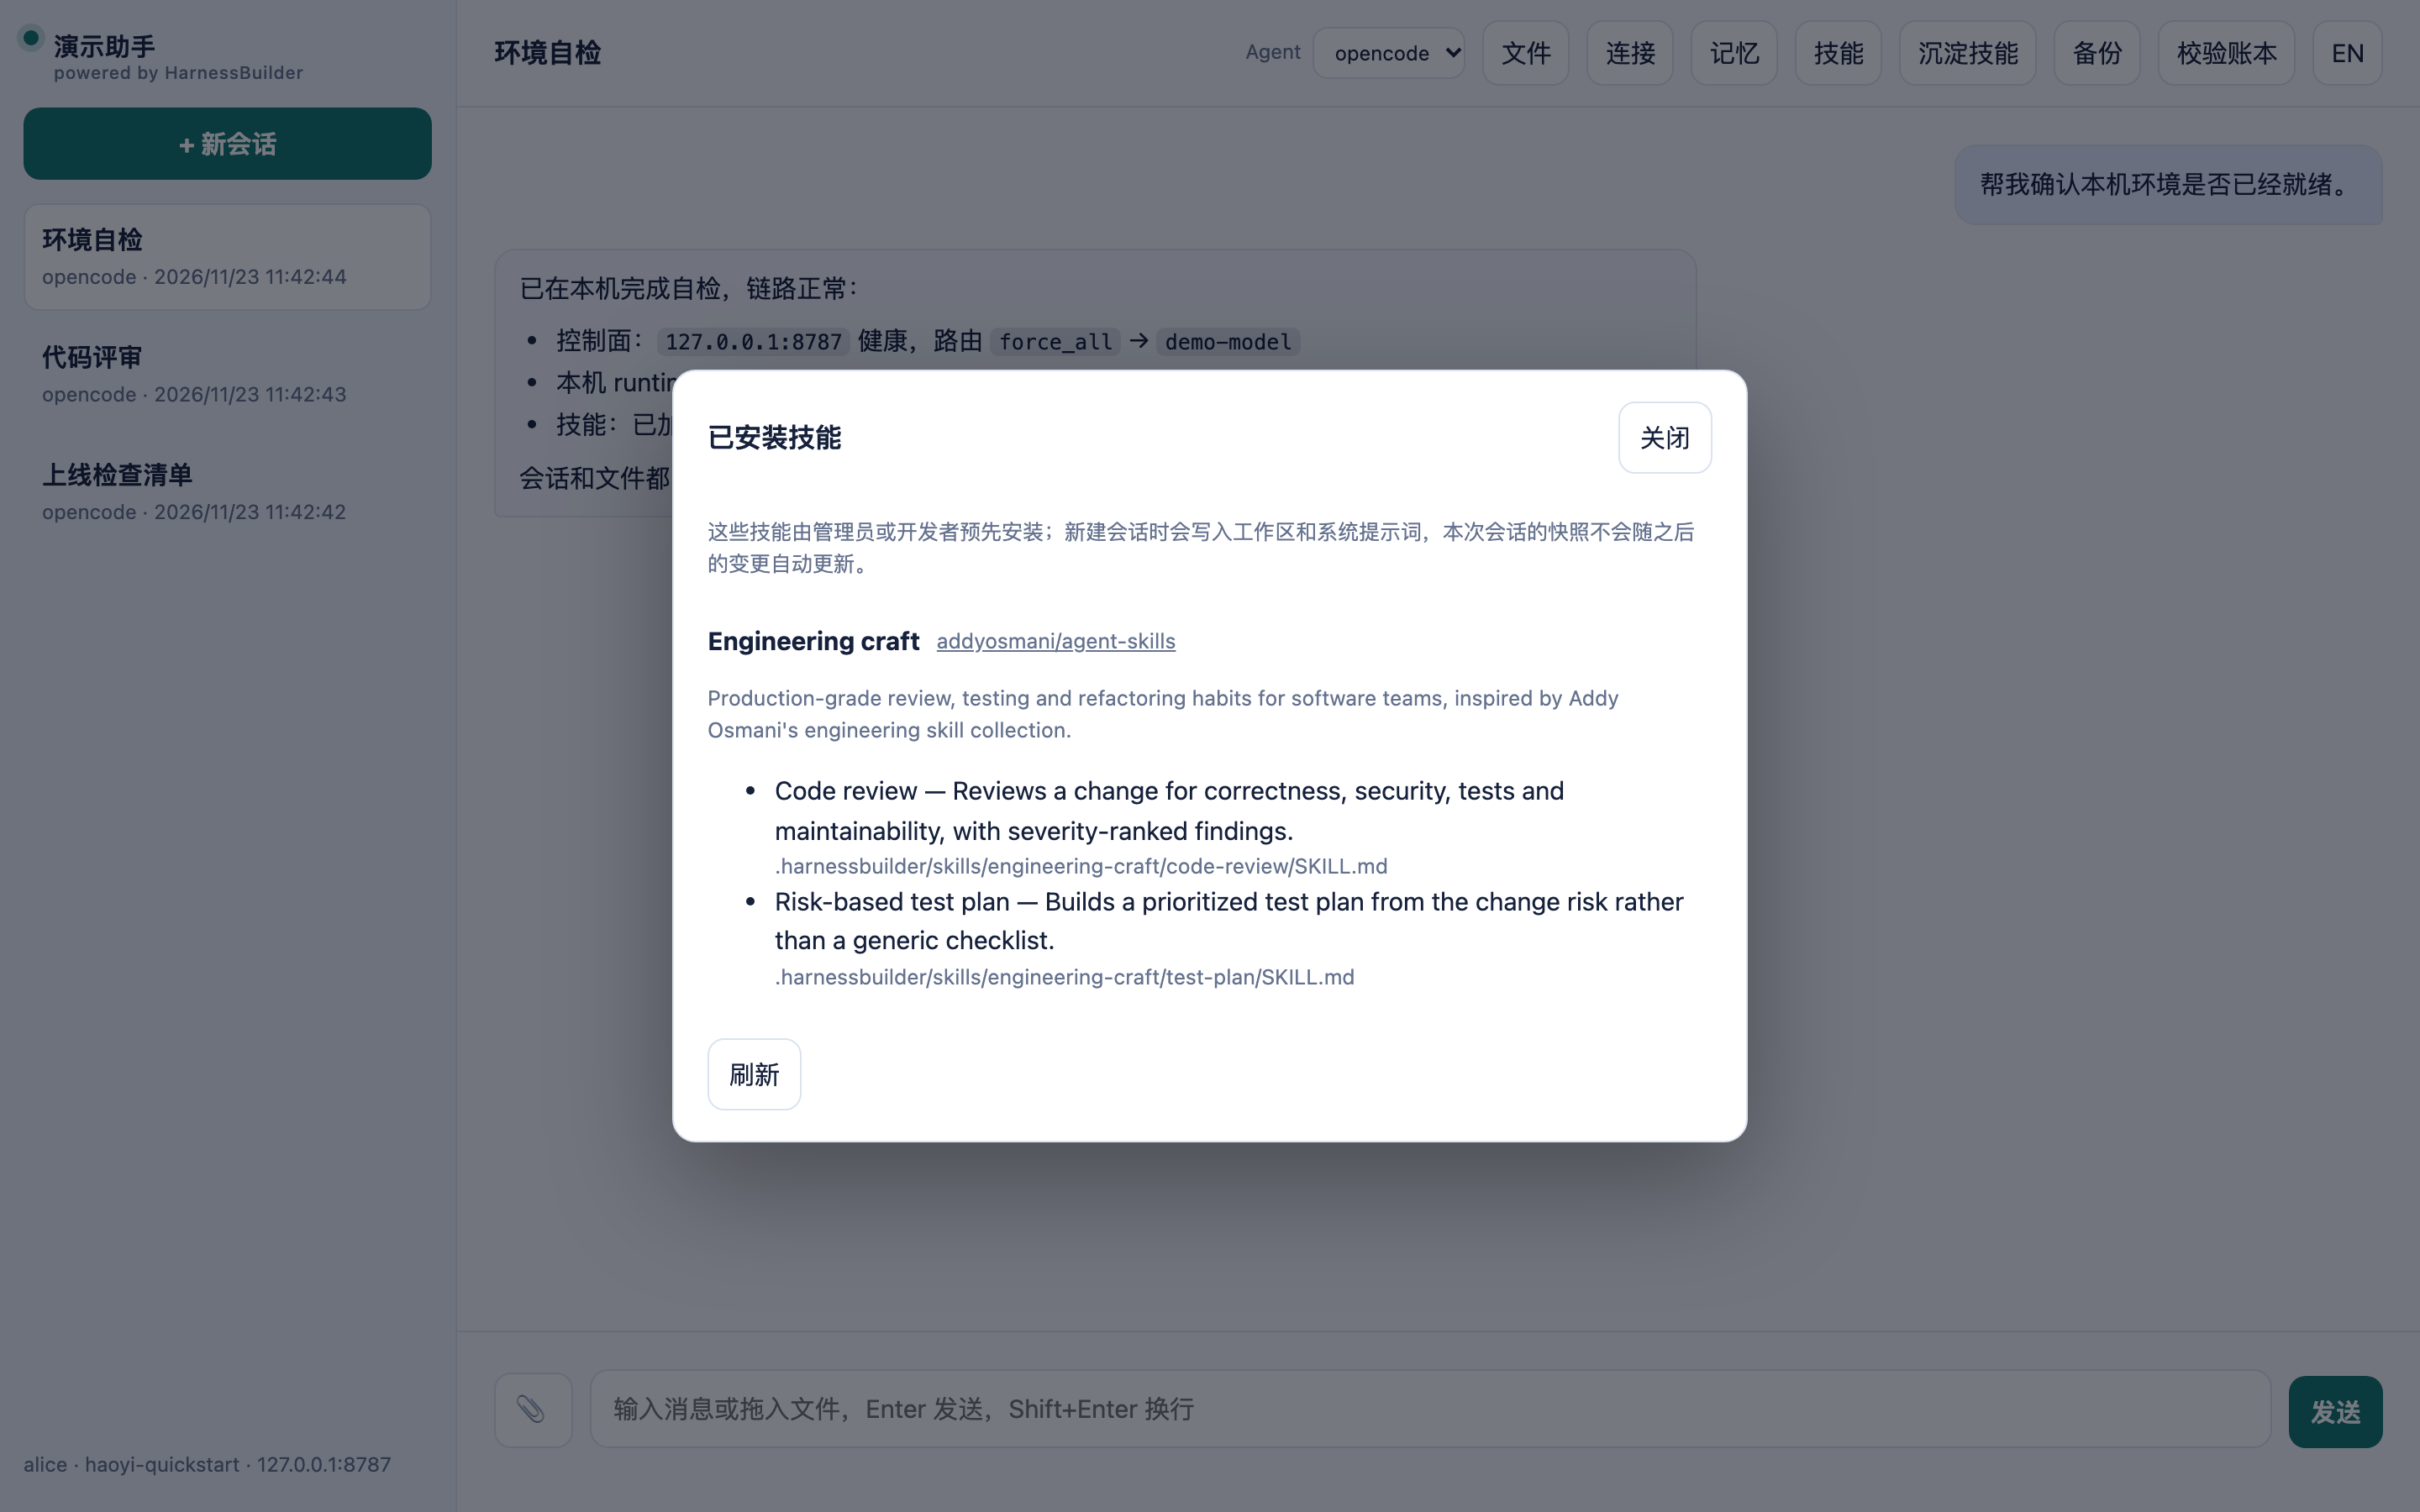 演示助手
powered by HarnessBuilder
+ 新会话
环境自检
opencode · 2026/11/23 11:42:44
代码评审
opencode · 2026/11/23 11:42:43
上线检查清单
opencode · 2026/11/23 11:42:42
alice · haoyi-quickstart · 127.0.0.1:8787
环境自检
Agent opencode 文件 连接 记忆 技能 沉淀技能 备份 校验账本 EN
帮我确认本机环境是否已经就绪。
已在本机完成自检，链路正常：
• 控制面：127.0.0.1:8787 健康，路由 force_all → demo-model
• 本机
• 技能：
会话和文件都
已安装技能
关闭
这些技能由管理员或开发者预先安装；新建会话时会写入工作区和系统提示词，本次会话的快照不会随之后
的变更自动更新。
Engineering craft addyosmani/agent-skills
Production-grade review, testing and refactoring habits for software teams, inspired by Addy
Osmani's engineering skill collection.
• Code review — Reviews a change for correctness, security, tests and
maintainability, with severity-ranked findings.
.harnessbuilder/skills/engineering-craft/code-review/SKILL.md
• Risk-based test plan — Builds a prioritized test plan from the change risk rather
than a generic checklist.
.harnessbuilder/skills/engineering-craft/test-plan/SKILL.md
刷新
输入消息或拖入文件，Enter 发送，Shift+Enter 换行
发送